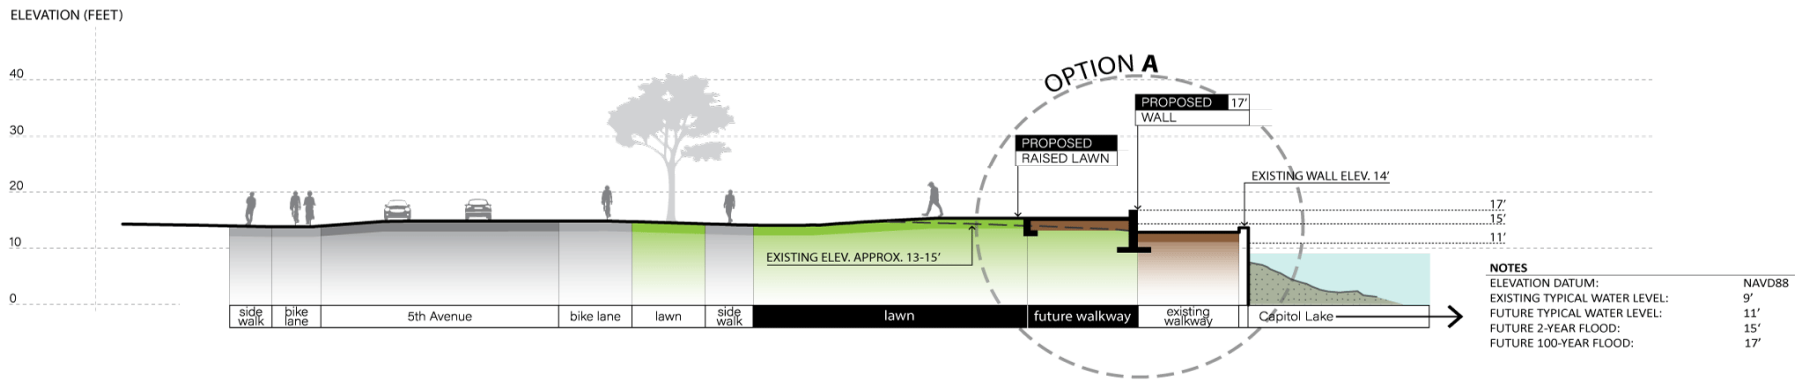 ELEVATION (FEET)
40
30
20
10
0
OPTION A
PROPOSED 17’
WALL
PROPOSED
RAISED LAWN
EXISTING WALL ELEV. 14’
17’
15’
11’
EXISTING ELEV. APPROX. 13-15’
side walk
bike lane
5th Avenue
bike lane
lawn
side walk
lawn
future walkway
existing walkway
Capitol Lake
NOTES
ELEVATION DATUM: NAVD88
EXISTING TYPICAL WATER LEVEL: 9’
FUTURE TYPICAL WATER LEVEL: 11’
FUTURE 2-YEAR FLOOD: 15’
FUTURE 100-YEAR FLOOD: 17’